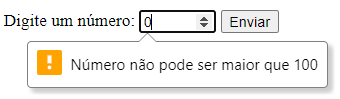 Digite um número: 0 Enviar
! Número não pode ser maior que 100